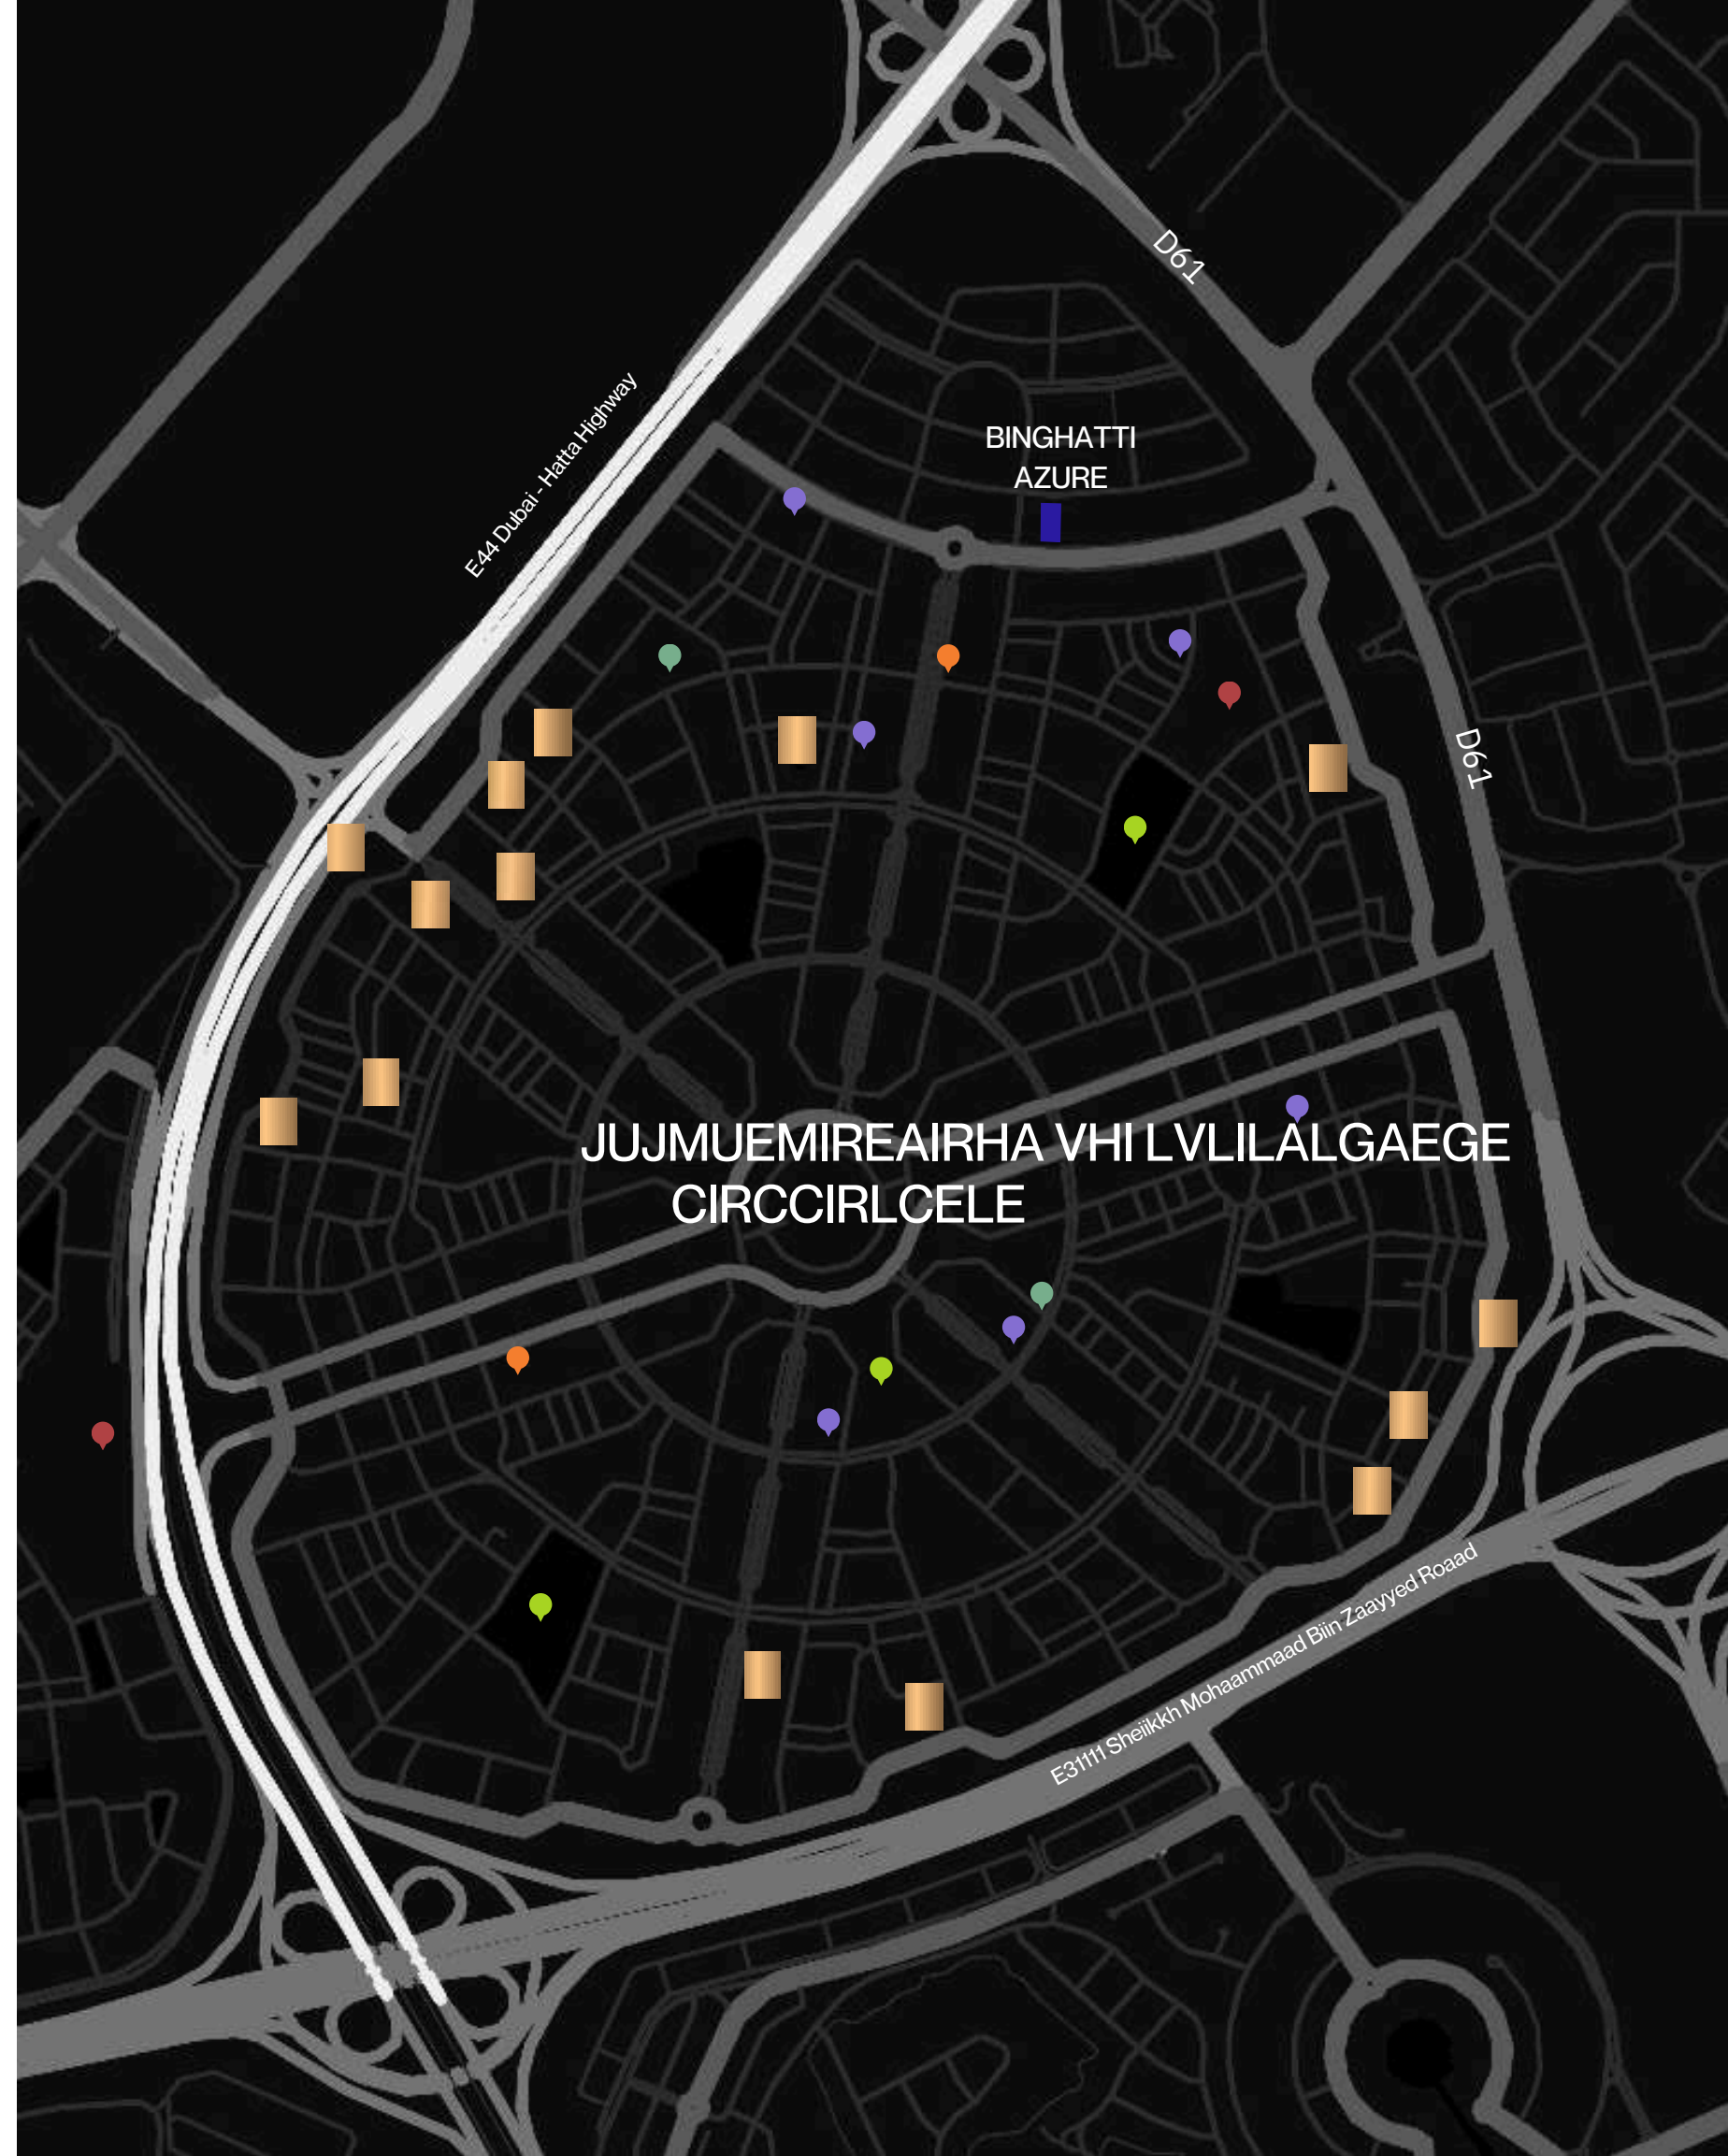 D61
E44 Dubai - Hatta Highway
BINGHATTI
AZURE
D61
JUJMUEMIREAIRHA VHI LVLILALGAEGE
CIRCCIRLCELE
E31111 Sheiikkh Mohaammaad Biin Zaayyed Roaad